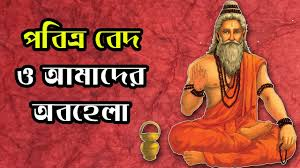 পবিত্র বেদ
ও আমাদের
অবহেলা